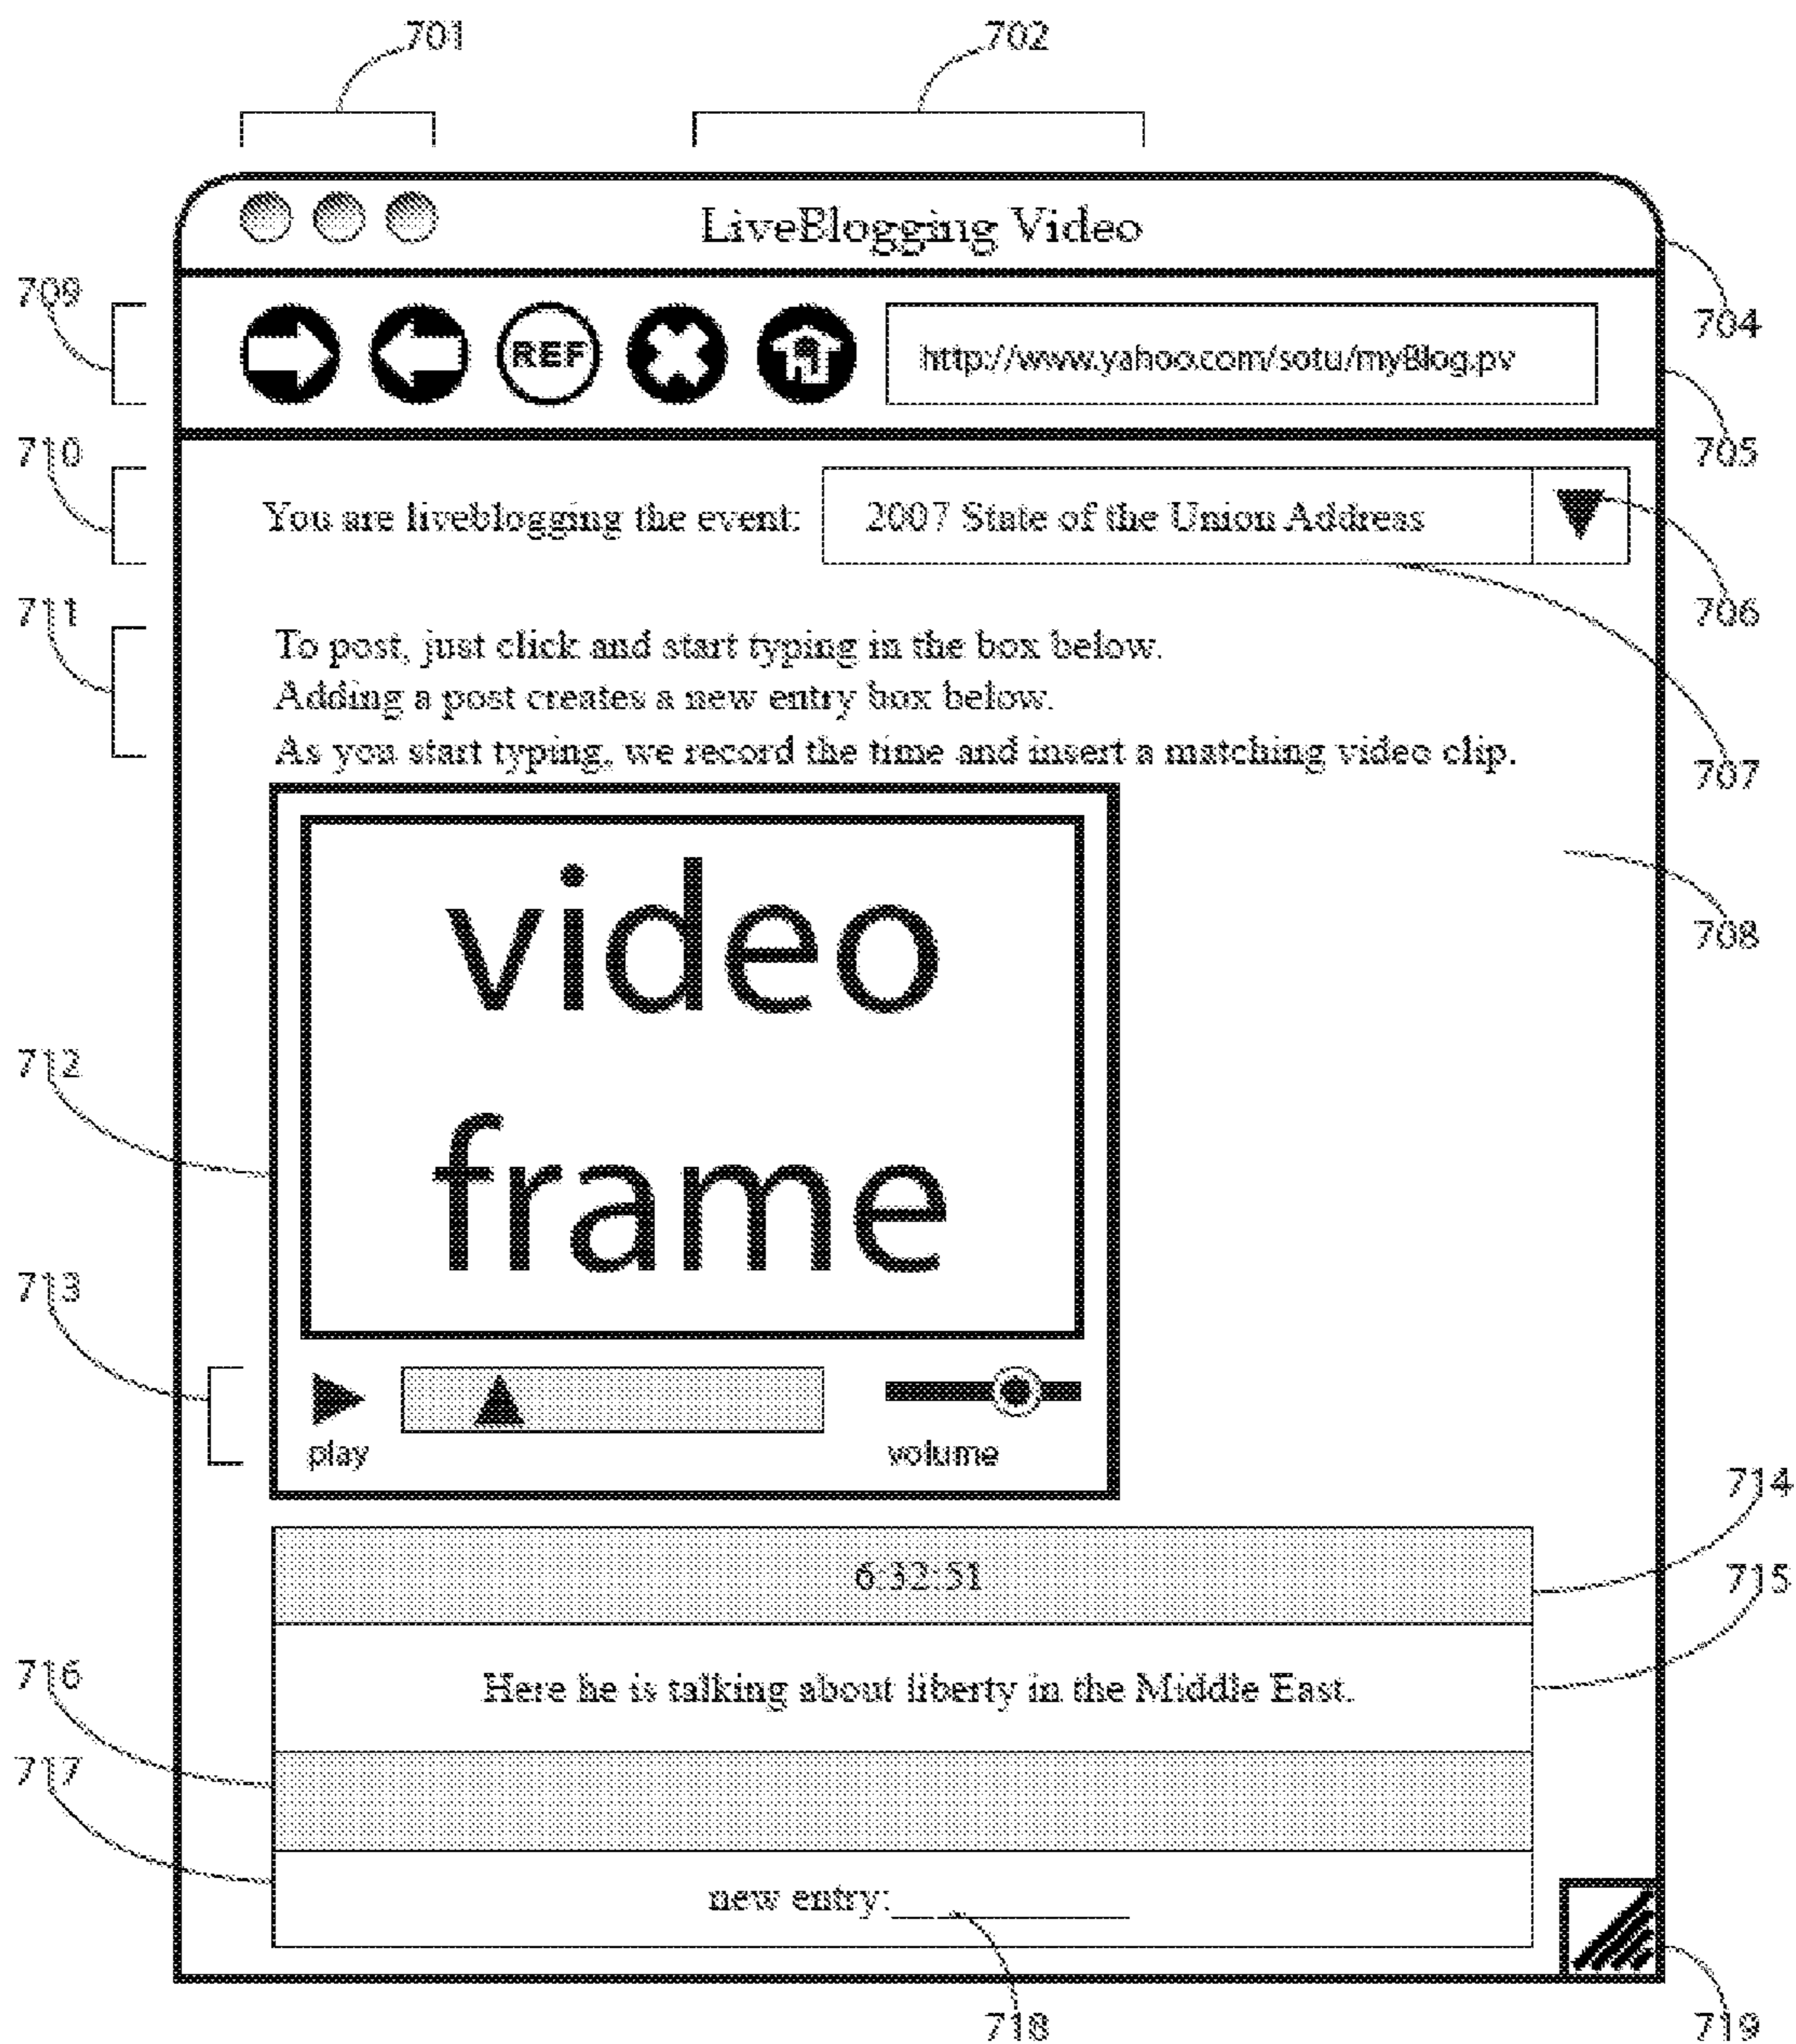 701
702
LiveBlogging Video
709
REF
http://www.yahoo.com/sotu/myBlog.pv
704
705
710
You are liveblogging the event:
2007 State of the Union Address
706
711
To post, just click and start typing in the box below.
Adding a post creates a new entry box below.
As you start typing, we record the time and insert a matching video clip.
707
708
video
frame
712
713
play
volume
714
6:32:51
715
Here he is talking about liberty in the Middle East.
716
717
new entry:____________
718
719